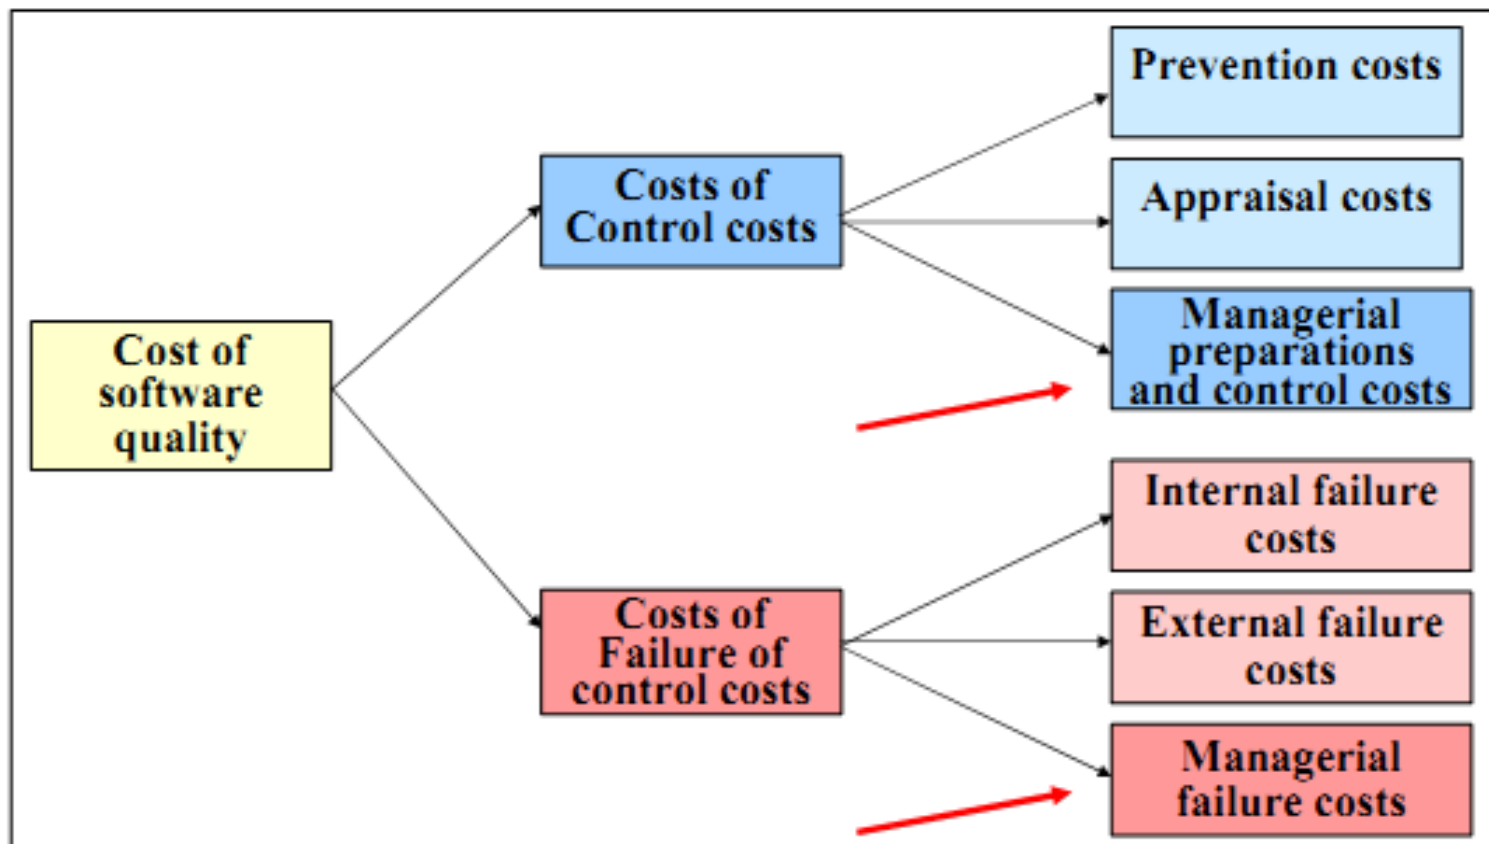 Prevention costs
Costs of
Control costs
Appraisal costs
Managerial
preparations
and control costs
Cost of
software
quality
Internal failure
costs
Costs of
Failure of
control costs
External failure
costs
Managerial
failure costs